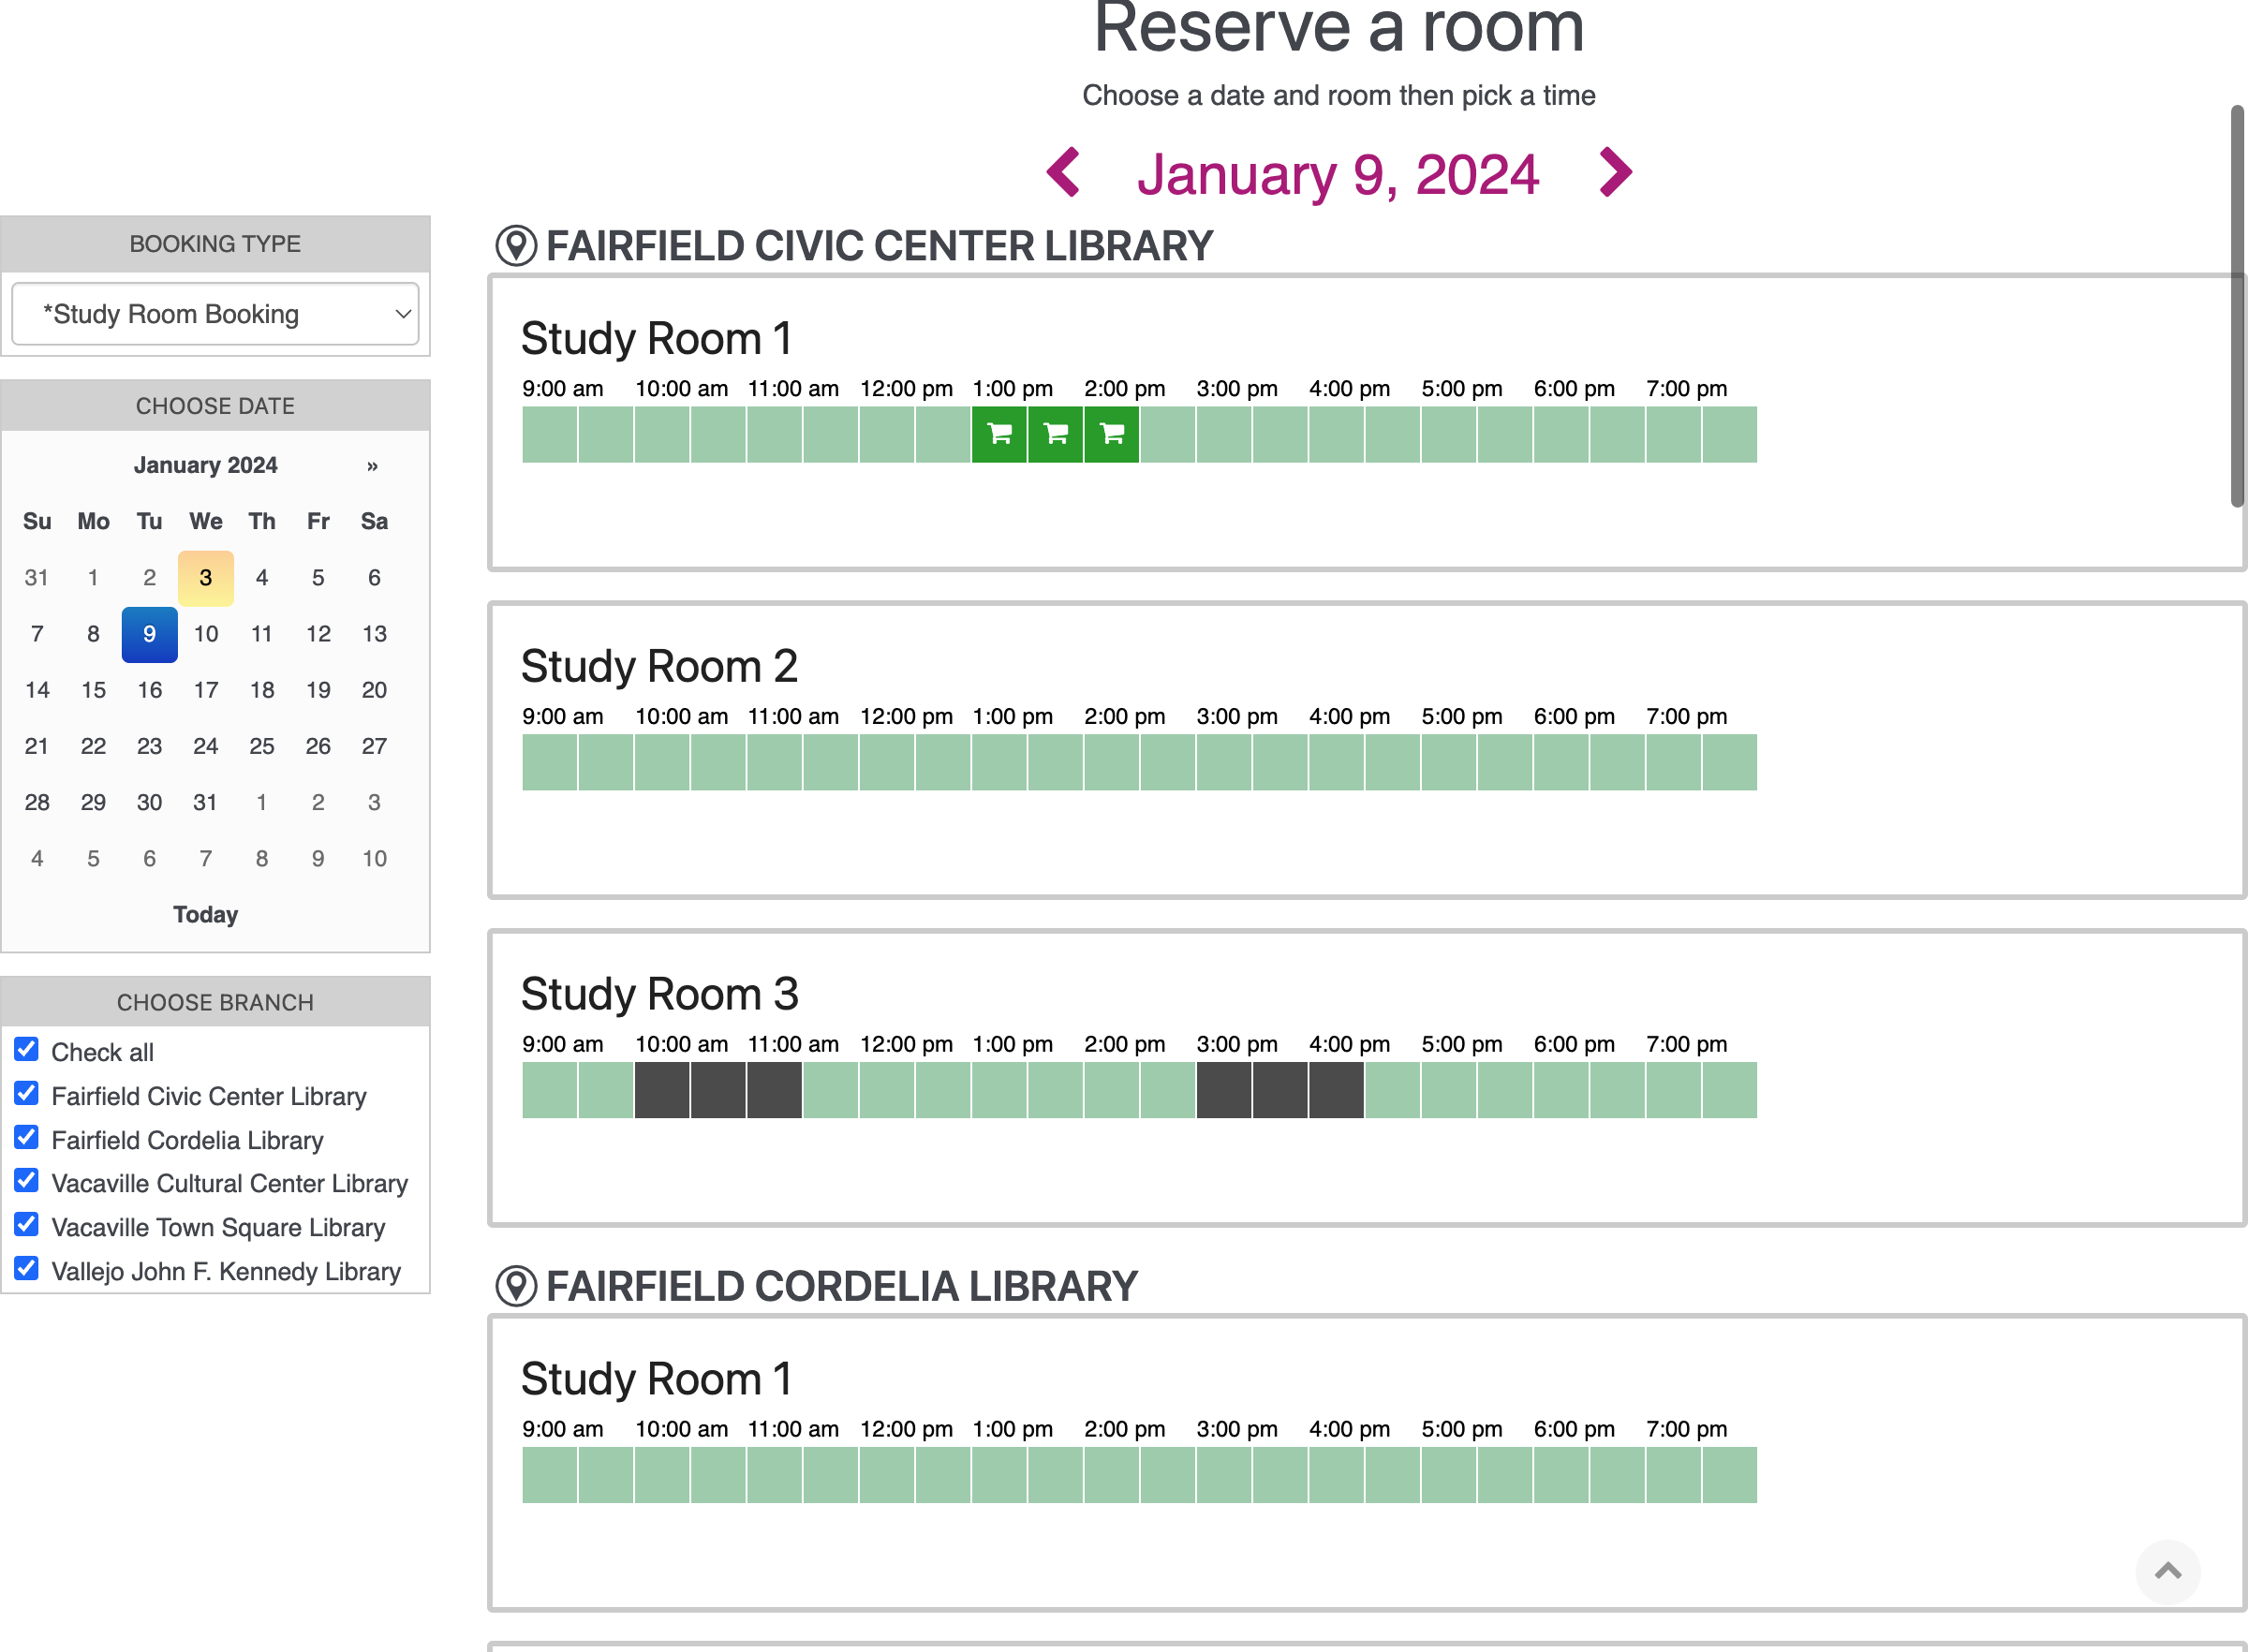 Reserve a room
Choose a date and room then pick a time
January 9, 2024
BOOKING TYPE
*Study Room Booking
CHOOSE DATE
January 2024 »
Su Mo Tu We Th Fr Sa
31 1 2 3 4 5 6
7 8 9 10 11 12 13
14 15 16 17 18 19 20
21 22 23 24 25 26 27
28 29 30 31 1 2 3
4 5 6 7 8 9 10
Today
CHOOSE BRANCH
Check all
Fairfield Civic Center Library
Fairfield Cordelia Library
Vacaville Cultural Center Library
Vacaville Town Square Library
Vallejo John F. Kennedy Library
FAIRFIELD CIVIC CENTER LIBRARY
Study Room 1
9:00 am 10:00 am 11:00 am 12:00 pm 1:00 pm 2:00 pm 3:00 pm 4:00 pm 5:00 pm 6:00 pm 7:00 pm
Study Room 2
9:00 am 10:00 am 11:00 am 12:00 pm 1:00 pm 2:00 pm 3:00 pm 4:00 pm 5:00 pm 6:00 pm 7:00 pm
Study Room 3
9:00 am 10:00 am 11:00 am 12:00 pm 1:00 pm 2:00 pm 3:00 pm 4:00 pm 5:00 pm 6:00 pm 7:00 pm
FAIRFIELD CORDELIA LIBRARY
Study Room 1
9:00 am 10:00 am 11:00 am 12:00 pm 1:00 pm 2:00 pm 3:00 pm 4:00 pm 5:00 pm 6:00 pm 7:00 pm